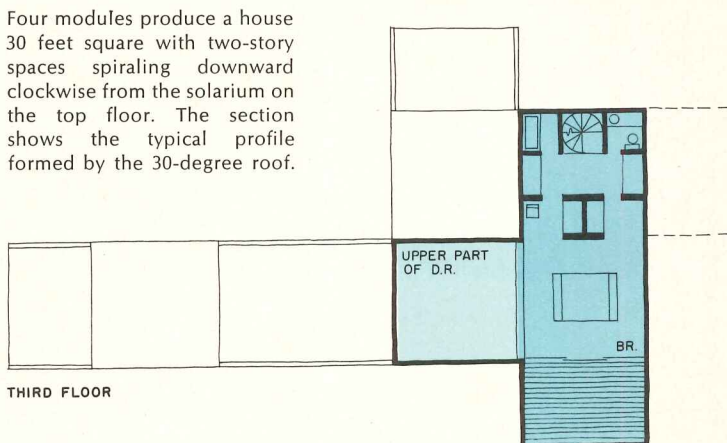 Four modules produce a house
30 feet square with two-story
spaces spiraling downward
clockwise from the solarium on
the top floor. The section
shows the typical profile
formed by the 30-degree roof.
UPPER PART
OF D.R.
BR.
THIRD FLOOR